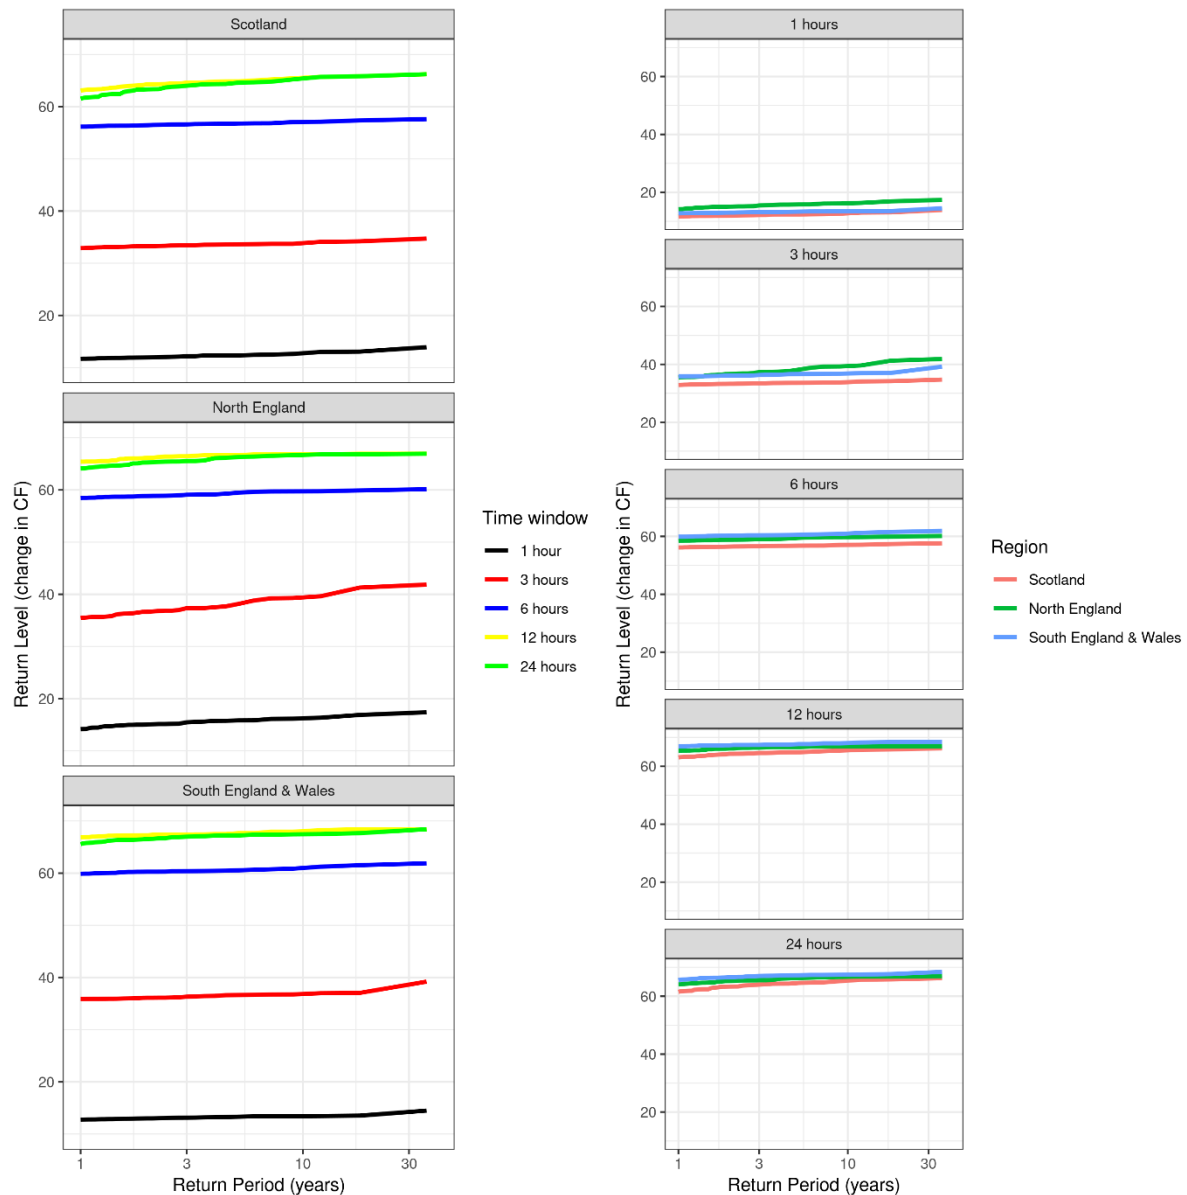 Scotland
60
40
20
North England
60
40
20
South England & Wales
60
40
20
1
3
10
30
Return Period (years)
Return Level (change in CF)
Time window
1 hour
3 hours
6 hours
12 hours
24 hours
1 hours
60
40
20
3 hours
60
40
20
6 hours
60
40
20
12 hours
60
40
20
24 hours
60
40
20
1
3
10
30
Return Period (years)
Return Level (change in CF)
Region
Scotland
North England
South England & Wales